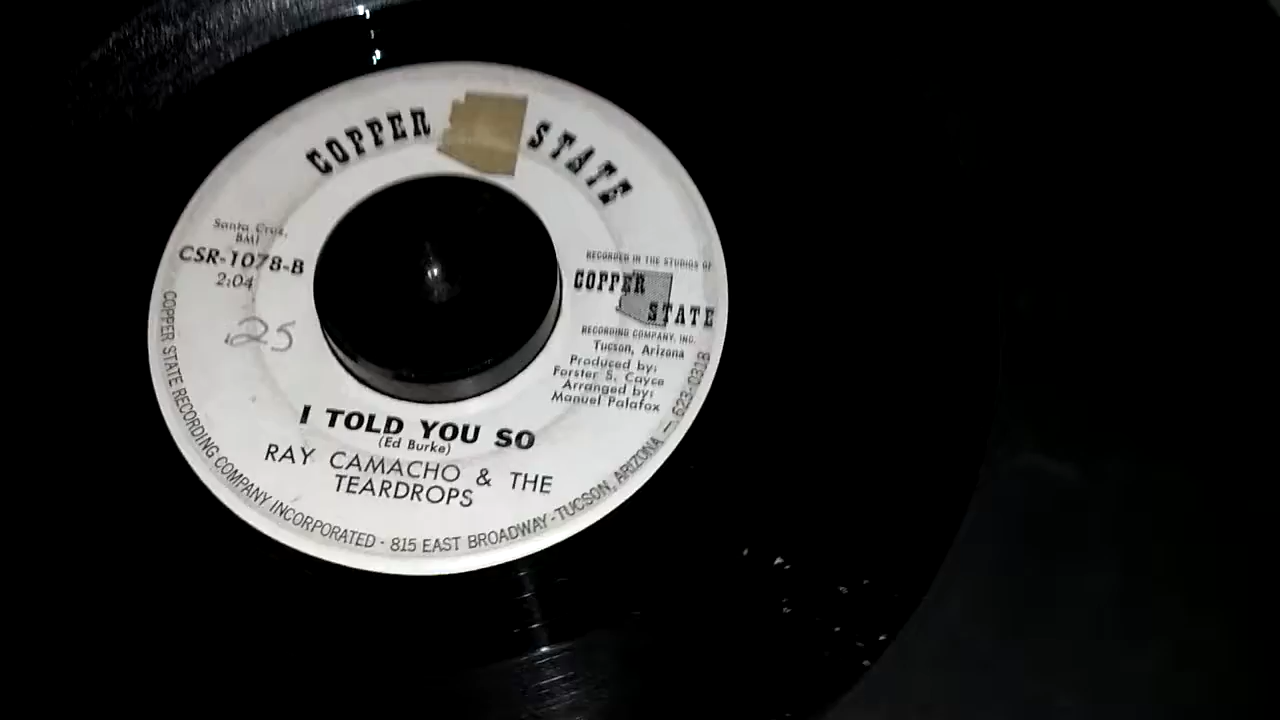 COPPER STATE
Santa Cruz,
BMI
CSR-1078-B
2:04
.25
RECORDED IN THE STUDIOS OF
COPPER
STATE
RECORDING COMPANY, INC.
Tucson, Arizona
Produced by:
Forster S. Cayce
Arranged by:
Manuel Palafox
I TOLD YOU SO
(Ed Burke)
RAY CAMACHO & THE
TEARDROPS
COPPER STATE RECORDING COMPANY INCORPORATED - 815 EAST BROADWAY - TUCSON, ARIZONA — 623-0318